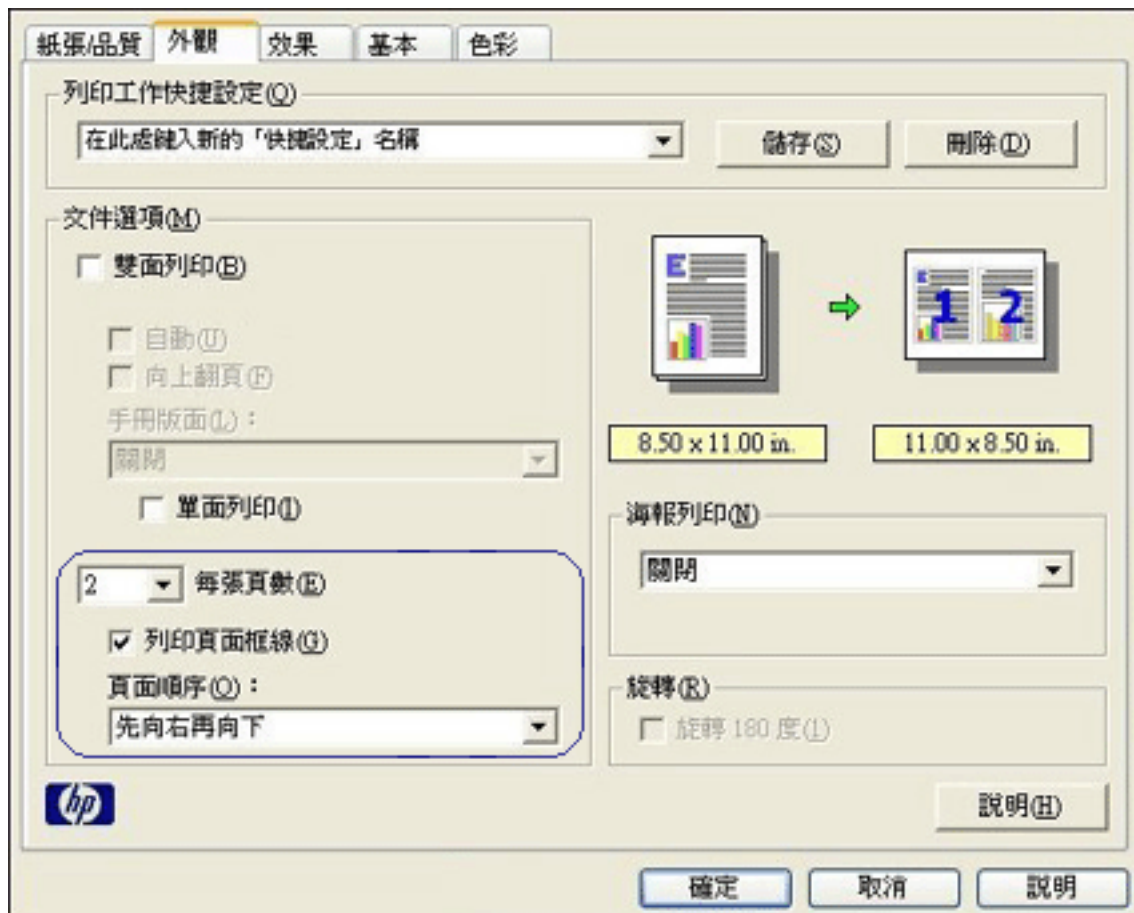 紙張/品質
外觀
效果
基本
色彩
列印工作快捷設定(Q)
在此處鍵入新的「快捷設定」名稱
儲存(S)
刪除(D)
文件選項(M)
雙面列印(B)
自動(U)
向上翻頁(F)
手冊版面(L)：
關閉
單面列印(I)
2 每張頁數(E)
列印頁面框線(G)
頁面順序(O)：
先向右再向下
E
E
1 2
8.50 x 11.00 in.
11.00 x 8.50 in.
海報列印(N)
關閉
旋轉(R)
旋轉 180 度(1)
hp
說明(H)
確定
取消
說明